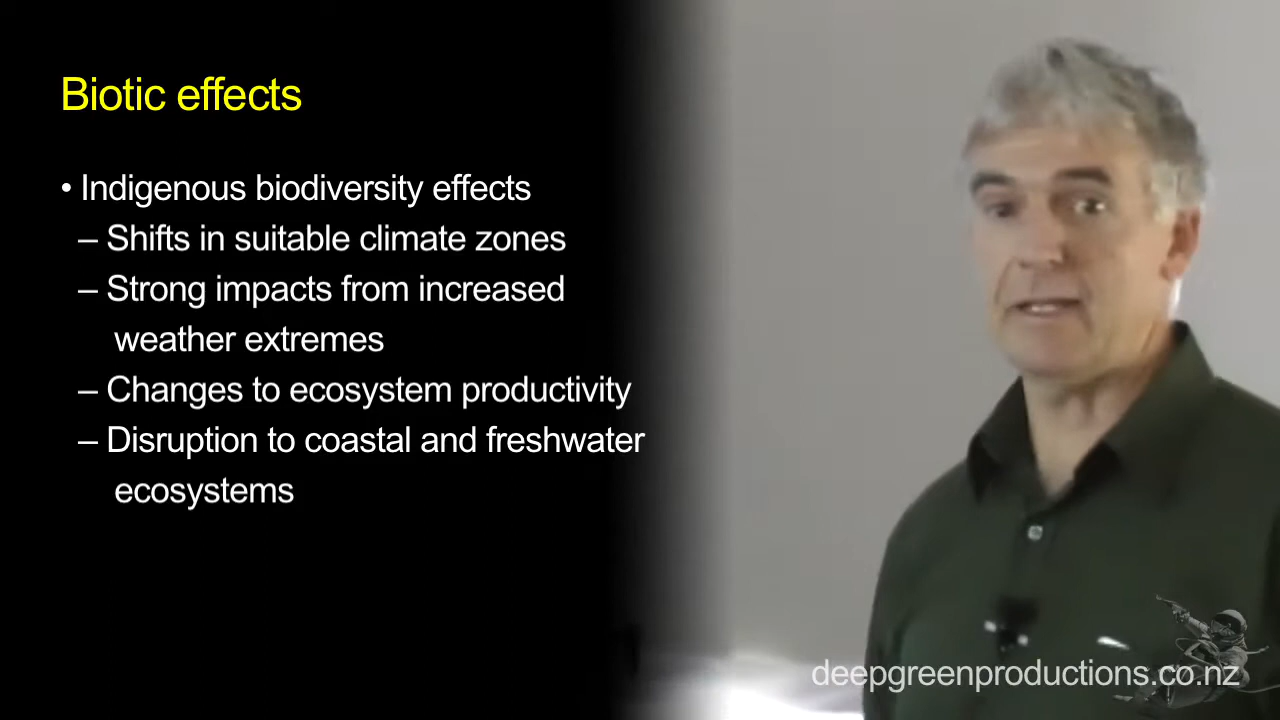 Biotic effects
• Indigenous biodiversity effects
– Shifts in suitable climate zones
– Strong impacts from increased
weather extremes
– Changes to ecosystem productivity
– Disruption to coastal and freshwater
ecosystems
deepgreenproductions.co.nz